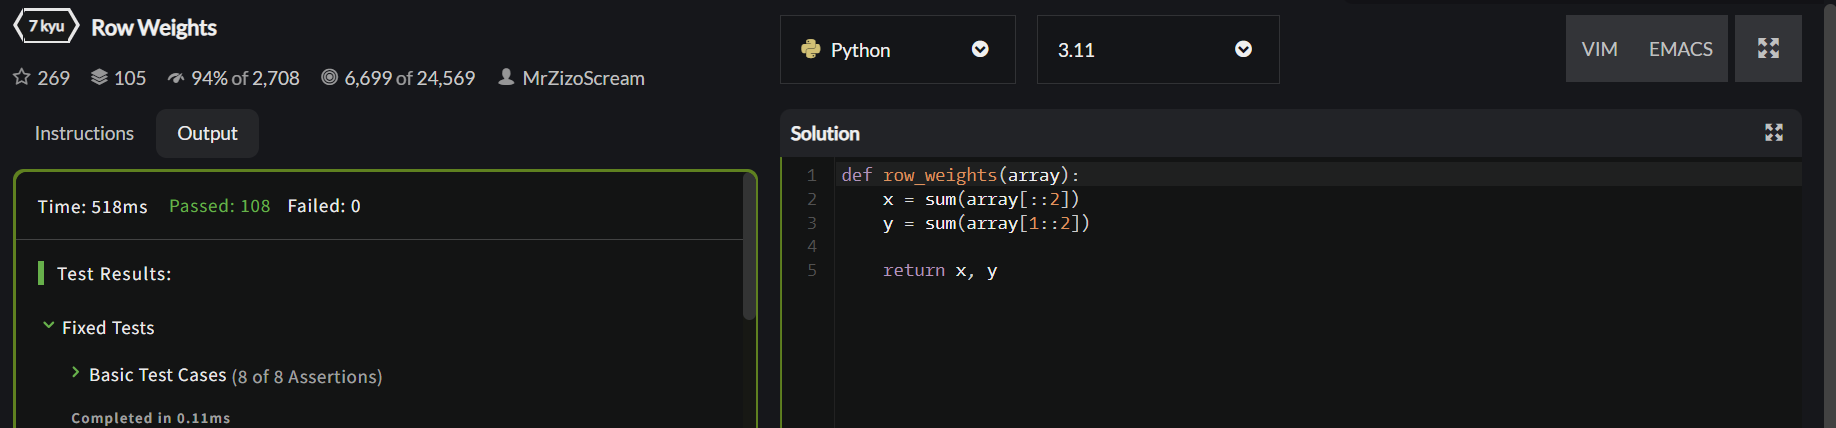 7 kyu Row Weights
269 105 94% of 2,708 6,699 of 24,569 MrZizoScream
Instructions Output
Time: 518ms Passed: 108 Failed: 0
Test Results:
Fixed Tests
Basic Test Cases (8 of 8 Assertions)
Completed in 0.11ms
Python 3.11 VIM EMACS
Solution
1 def row_weights(array):
2     x = sum(array[::2])
3     y = sum(array[1::2])
4
5     return x, y